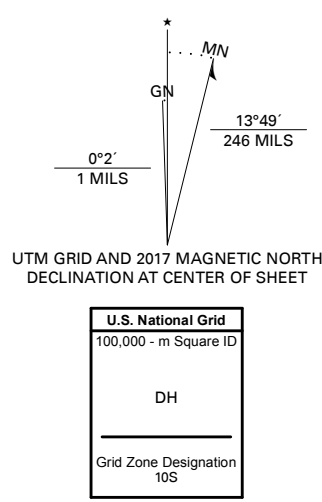 ★
MN
GN
13°49´
246 MILS
0°2´
1 MILS
UTM GRID AND 2017 MAGNETIC NORTH
DECLINATION AT CENTER OF SHEET
U.S. National Grid
100,000 - m Square ID
DH
Grid Zone Designation
10S